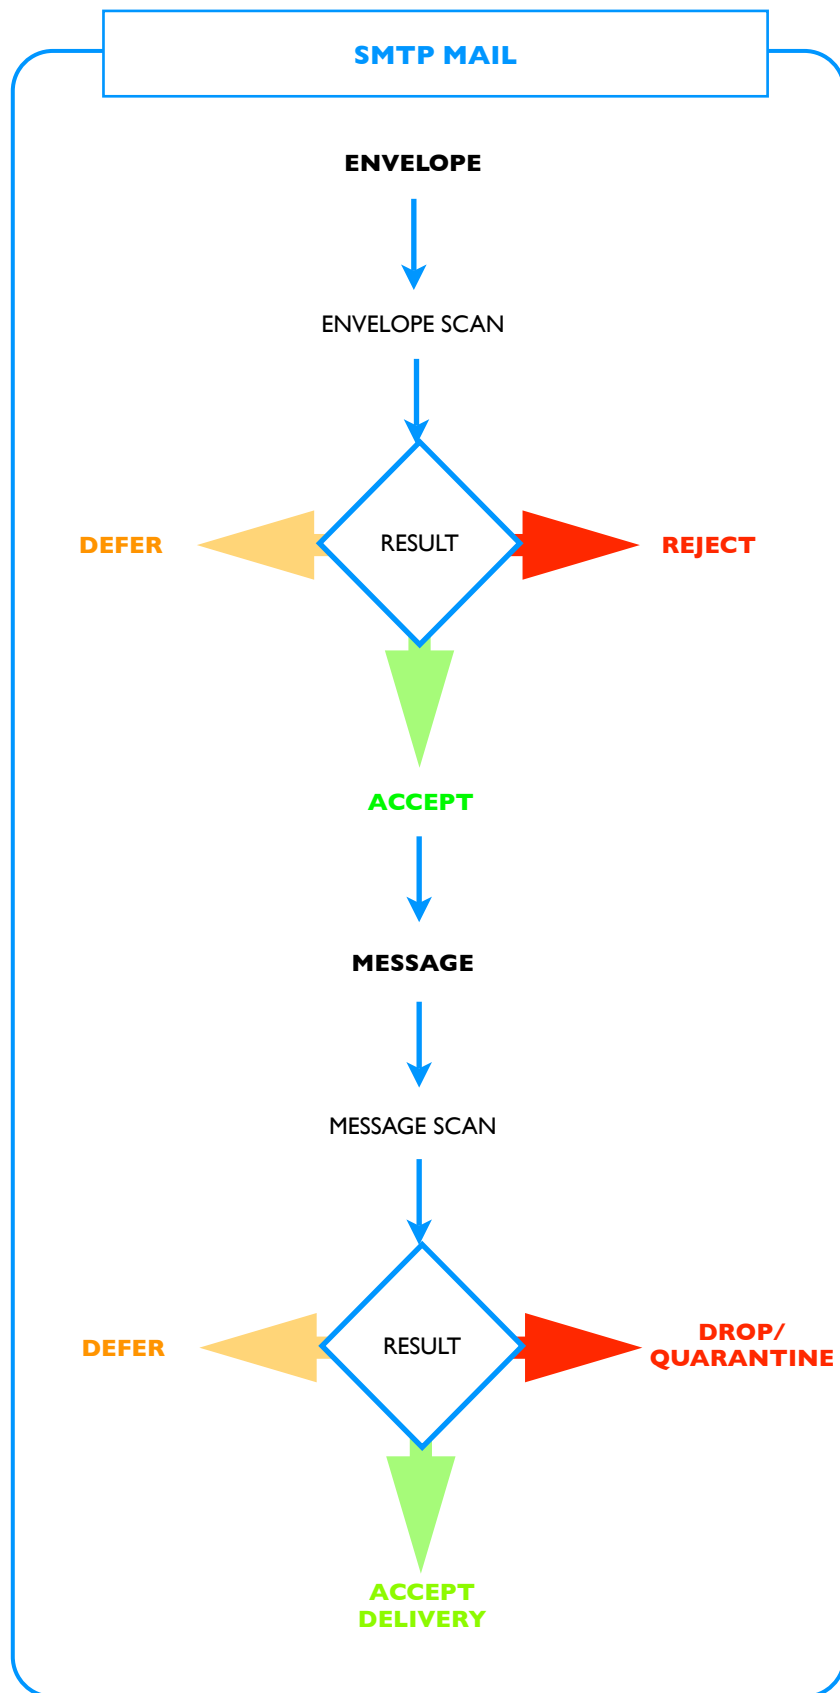 SMTP MAIL
ENVELOPE
ENVELOPE SCAN
DEFER
RESULT
REJECT
ACCEPT
MESSAGE
MESSAGE SCAN
DEFER
RESULT
DROP/
QUARANTINE
ACCEPT
DELIVERY